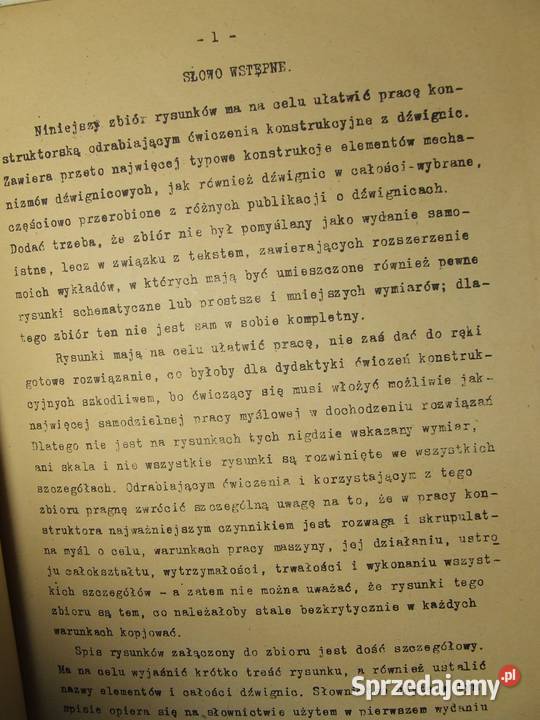 - 1 -
SŁOWO WSTĘPNE.
Niniejszy zbiór rysunków ma na celu ułatwić pracę kon-
struktorską odrabiającym ćwiczenia konstrukcyjne z dźwignic.
Zawiera przeto najwięcej typowe konstrukcje elementów mecha-
nizmów dźwignicowych, jak również dźwignic w całości-wybrane,
częściowo przerobione z różnych publikacji o dźwignicach.
Dodać trzeba, że zbiór nie był pomyślany jako wydanie samo-
istne, lecz w związku z tekstem, zawierających rozszerzenie
moich wykładów, w których mają być umieszczone również pewne
rysunki schematyczne lub prostsze i mniejszych wymiarów; dla-
tego zbiór ten nie jest sam w sobie kompletny.
Rysunki mają na celu ułatwić pracę, nie zaś dać do ręki
gotowe rozwiązanie, co byłoby dla dydaktyki ćwiczeń konstruk-
cyjnych szkodliwem, bo ćwiczący się musi włożyć możliwie jak-
najwięcej samodzielnej pracy myślowej w dochodzeniu rozwiązań
Dlatego nie jest na rysunkach tych nigdzie wskazany wymiar,
ani skala i nie wszystkie rysunki są rozwinięte we wszystkich
szczegółach. Odrabiającym ćwiczenia i korzystającym z tego
zbioru pragnę zwrócić szczególną uwagę na to, że w pracy kon-
struktora najważniejszym czynnikiem jest rozwaga i skrupulat-
na myśl o celu, warunkach pracy maszyny, jej działaniu, ustro
ju całokształtu, wytrzymałości, trwałości i wykonaniu wszyst-
kich szczegółów - a zatem nie można uważać, że rysunki tego
zbioru są tem, co należałoby stale bezkrytycznie w każdych
warunkach kopjować.
Spis rysunków załączony do zbioru jest dość szczegółowy.
Ma na celu wyjaśnić krótko treść rysunku, a również ustalić
nazwy elementów i całości dźwignic. Słown
spisie opiera się na słownictwie użytem w pierwszem wydaniu
Sprzedajemy.pl